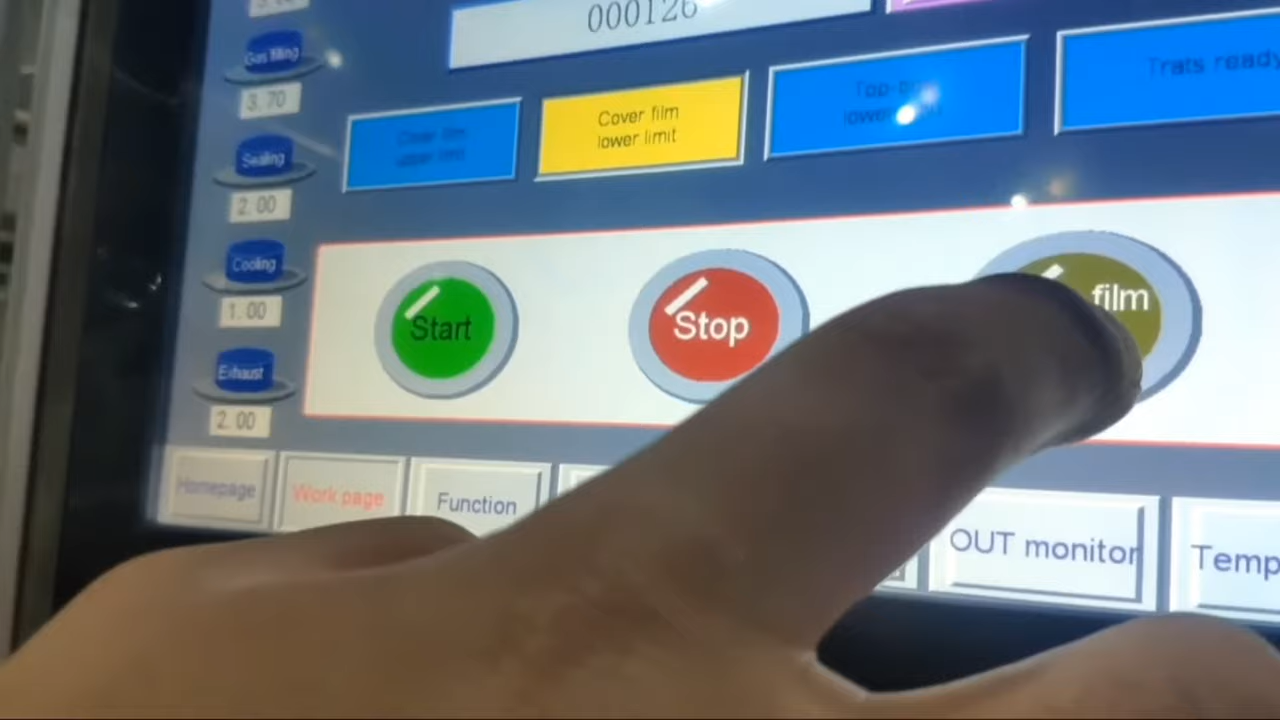 000126
Gas filling
3.70
Cover film
lower limit
Trats ready
Sealing
2.00
Cooling
1.00
Start
Stop
film
Exhaust
2.00
Homepage
Work page
Function
OUT monitor
Temp